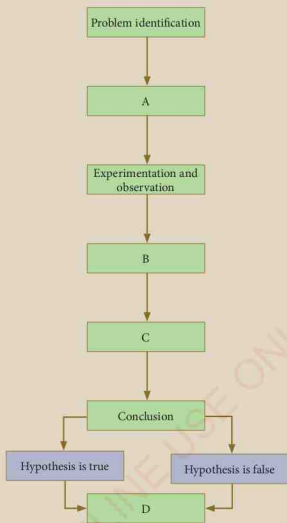 Problem identification
A
Experimentation and
observation
B
C
Conclusion
Hypothesis is true
Hypothesis is false
D